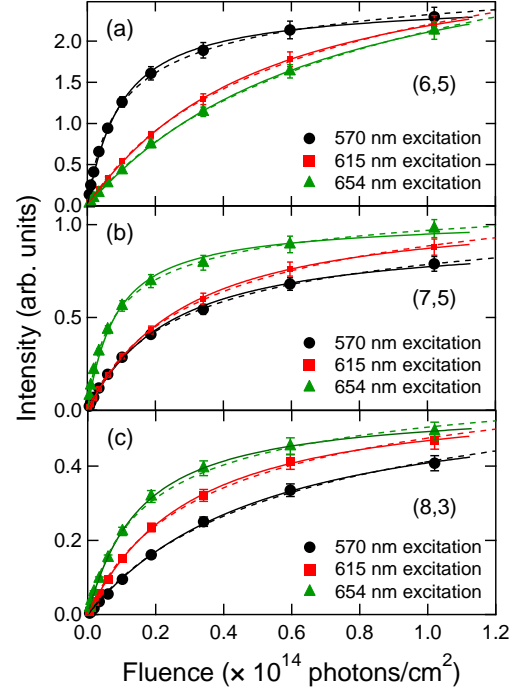 (a)
2.0
1.5
1.0
0.5
0.0
(6,5)
570 nm excitation
615 nm excitation
654 nm excitation
(b)
1.0
0.5
0.0
(7,5)
570 nm excitation
615 nm excitation
654 nm excitation
(c)
0.4
0.2
0.0
(8,3)
570 nm excitation
615 nm excitation
654 nm excitation
Intensity (arb. units)
0.0 0.2 0.4 0.6 0.8 1.0 1.2
Fluence (× 10¹⁴ photons/cm²)